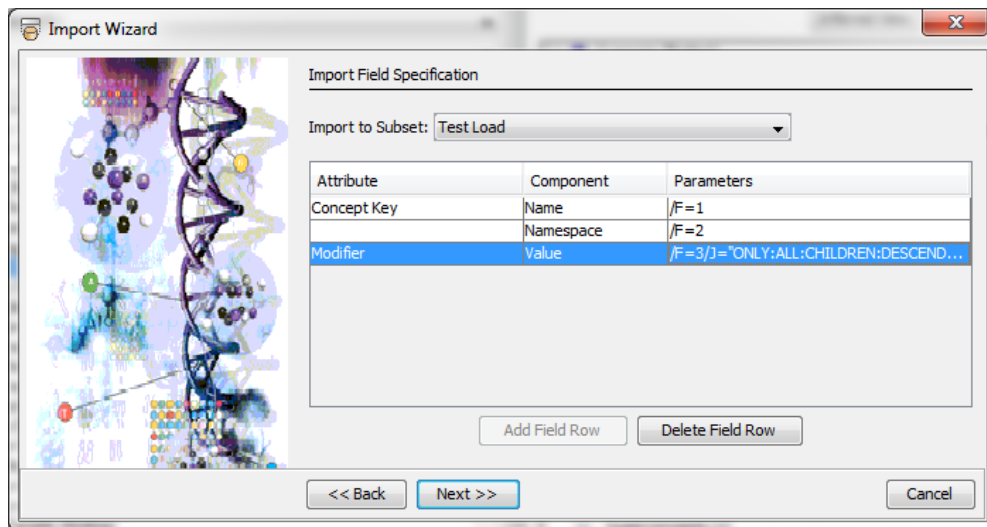 Import Wizard
Import Field Specification
Import to Subset: Test Load
Attribute Component Parameters
Concept Key Name /F=1
Namespace /F=2
Modifier Value /F=3/J="ONLY:ALL:CHILDREN:DESCEND...
Add Field Row Delete Field Row
<< Back Next >> Cancel